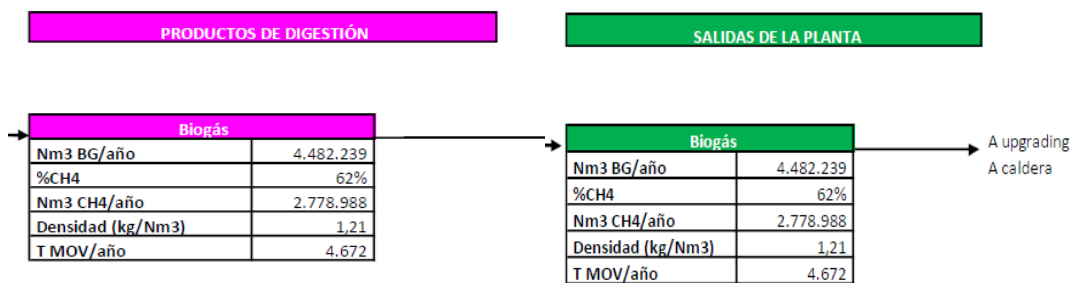 PRODUCTOS DE DIGESTIÓN
SALIDAS DE LA PLANTA
Biogás
Nm3 BG/año 4.482.239
%CH4 62%
Nm3 CH4/año 2.778.988
Densidad (kg/Nm3) 1,21
T MOV/año 4.672
Biogás
Nm3 BG/año 4.482.239
%CH4 62%
Nm3 CH4/año 2.778.988
Densidad (kg/Nm3) 1,21
T MOV/año 4.672
A upgrading
A caldera